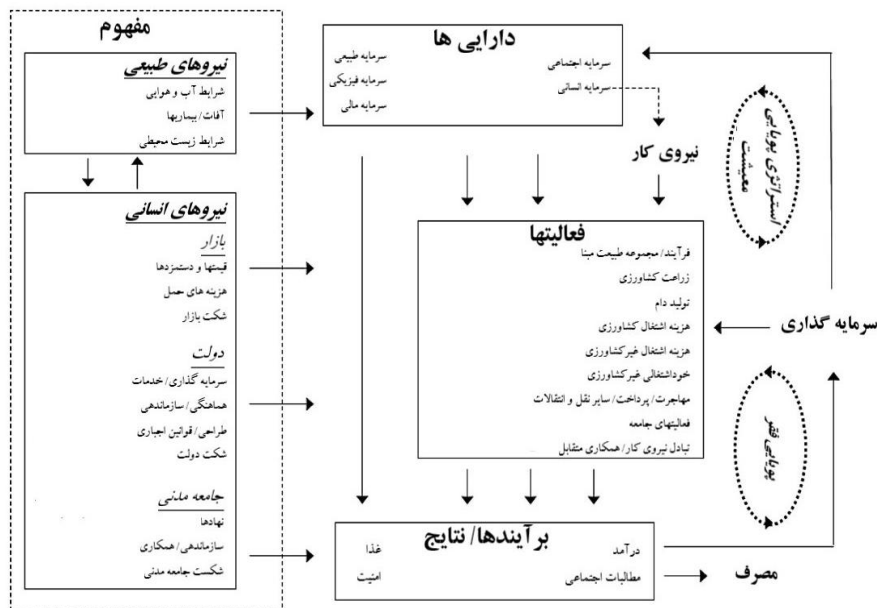 مفهوم
نیروهای طبیعی
شرایط آب و هوایی
آفات/بیماریها
شرایط زیست محیطی
نیروهای انسانی
بازار
قیمتها و دستمزدها
هزینه های حمل
شکت بازار
دولت
سرمایه گذاری/خدمات
هماهنگی/سازماندهی
طراحی/قوانین اجباری
شکت دولت
جامعه مدنی
نهادها
سازماندهی/همکاری
شکست جامعه مدنی
دارایی ها
سرمایه طبیعی
سرمایه فیزیکی
سرمایه مالی
سرمایه اجتماعی
سرمایه انسانی
نیروی کار
فعالیتها
فرآیند/مجموعه طبیعت مبنا
زراعت کشاورزی
تولید دام
هزینه اشتغال کشاورزی
هزینه اشتغال غیرکشاورزی
خوداشتغالی غیرکشاورزی
مهاجرت/پرداخت/سایر نقل و انتقالات
فعالیتهای جامعه
تبادل نیروی کار/همکاری متقابل
برآیندها/نتایج
درآمد
مطالبات اجتماعی
غذا
امنیت
استراتژی پویایی
معیشت
سرمایه گذاری
پویایی فقر
مصرف